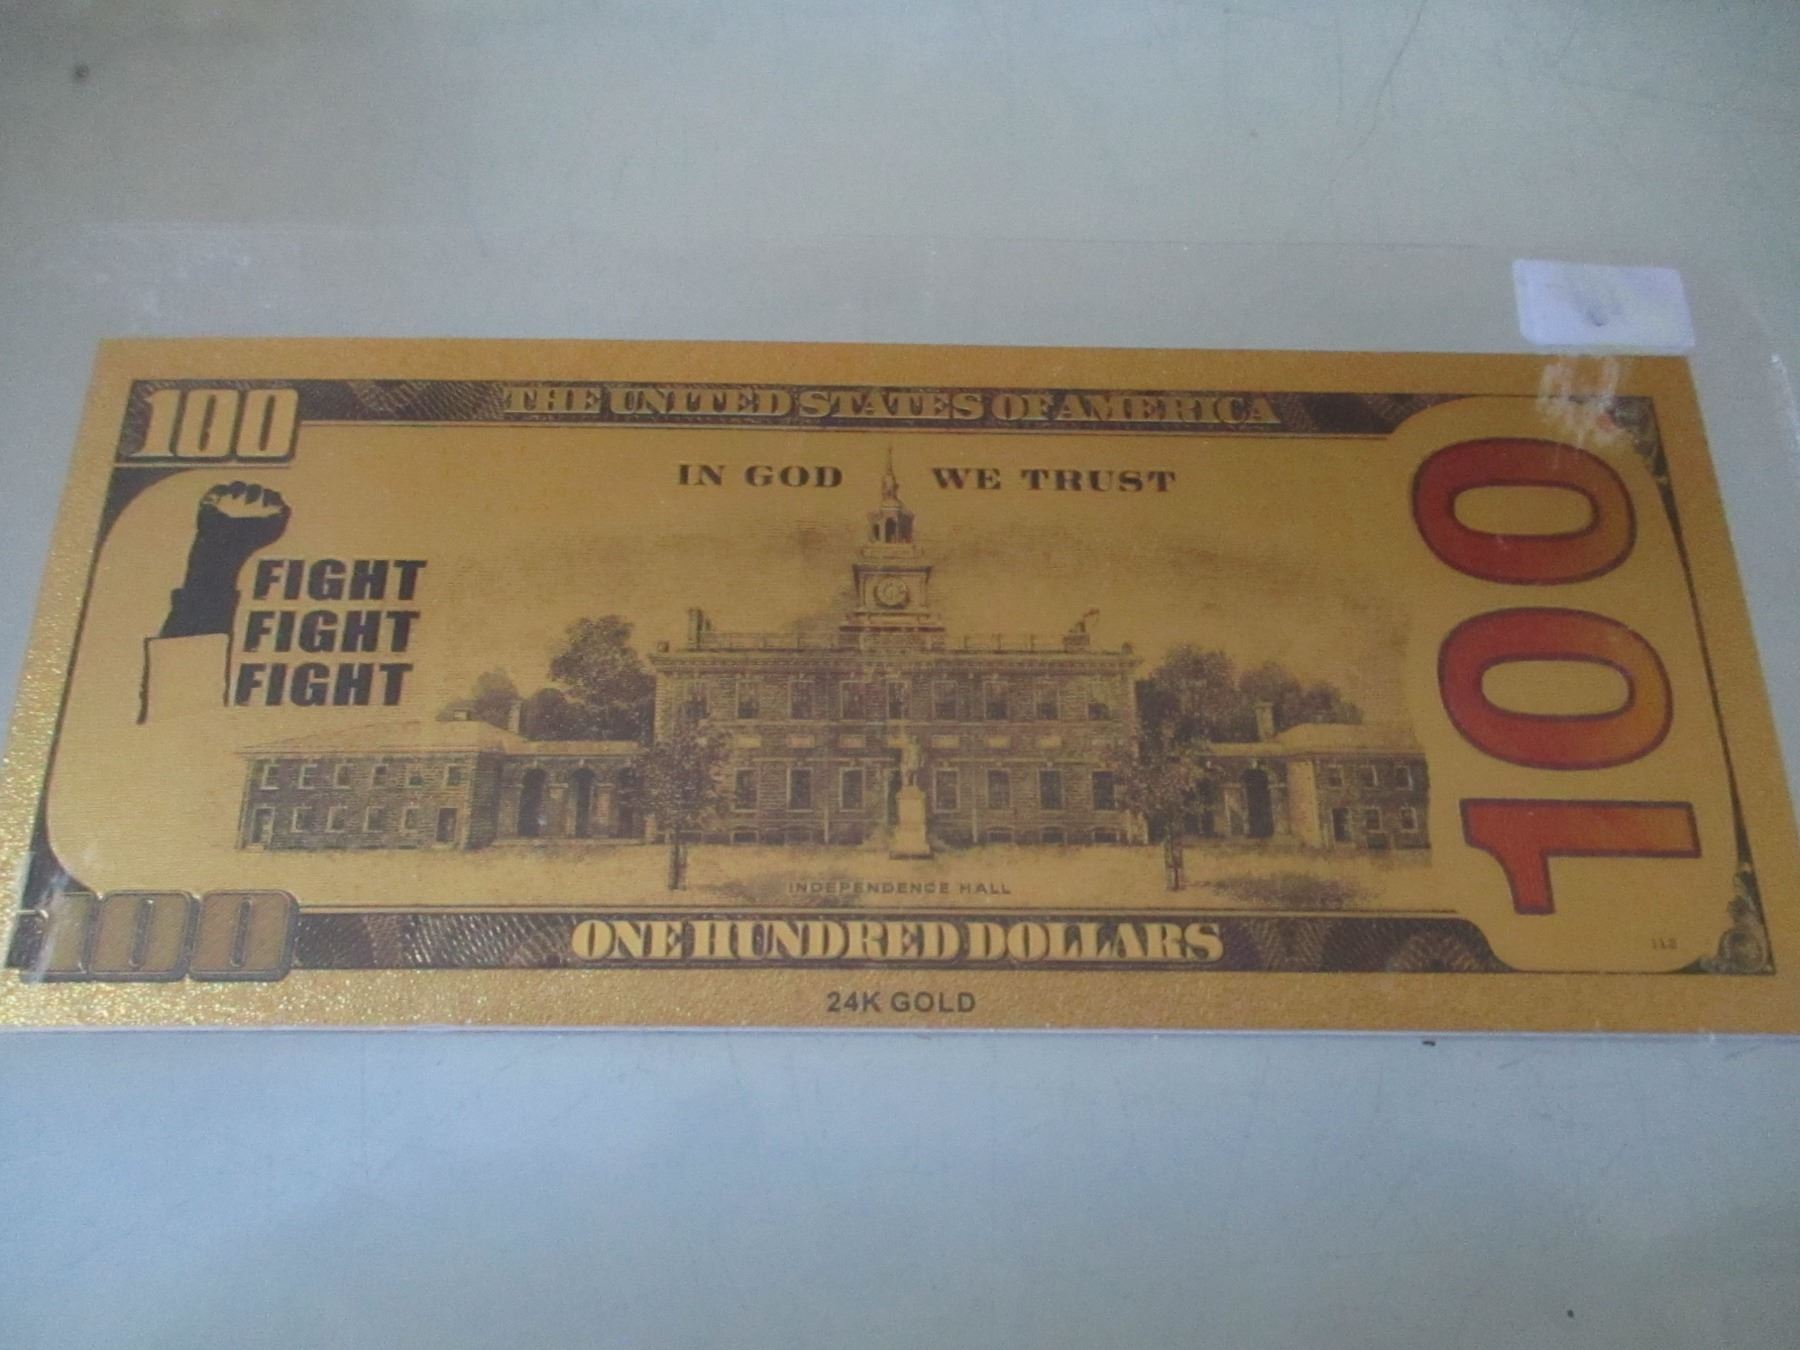 100
THE UNITED STATES OF AMERICA
IN GOD WE TRUST
FIGHT
FIGHT
FIGHT
100
INDEPENDENCE HALL
100
ONE HUNDRED DOLLARS
24K GOLD